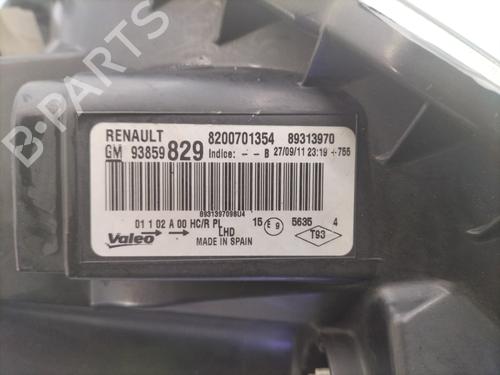 B-PARTS
RENAULT 8200701354 89313970
GM 93859 829 Indice: - - B 27/09/11 23:19 -755
893139709804
01 1 02 A 00 HC/R PL 15 E9 5635 4
Valeo LHD T93
MADE IN SPAIN